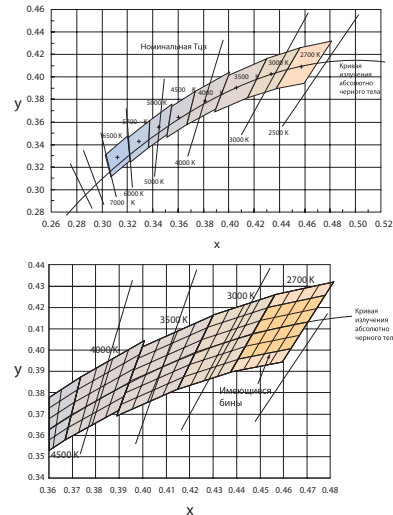 0.46
0.44
0.42
0.40
0.38
0.36
0.34
0.32
0.30
0.28
y
Номинальная Тцв
2700 K
3000 K
3500 K
4000 K
4500 K
5000 K
5700 K
6500 K
Кривая
излучения
абсолютно
черного тела
2500 K
3000 K
4000 K
5000 K
6000 K
7000 K
0.26 0.28 0.30 0.32 0.34 0.36 0.38 0.40 0.42 0.44 0.46 0.48 0.50 0.52
x
0.44
0.43
0.42
0.41
0.40
0.39
0.38
0.37
0.36
0.35
0.34
y
2700 K
3000 K
3500 K
4000 K
4500 K
Кривая
излучения
абсолютно
черного тел
Имеющиеся
бины
0.36 0.37 0.38 0.39 0.40 0.41 0.42 0.43 0.44 0.45 0.46 0.47 0.48
x